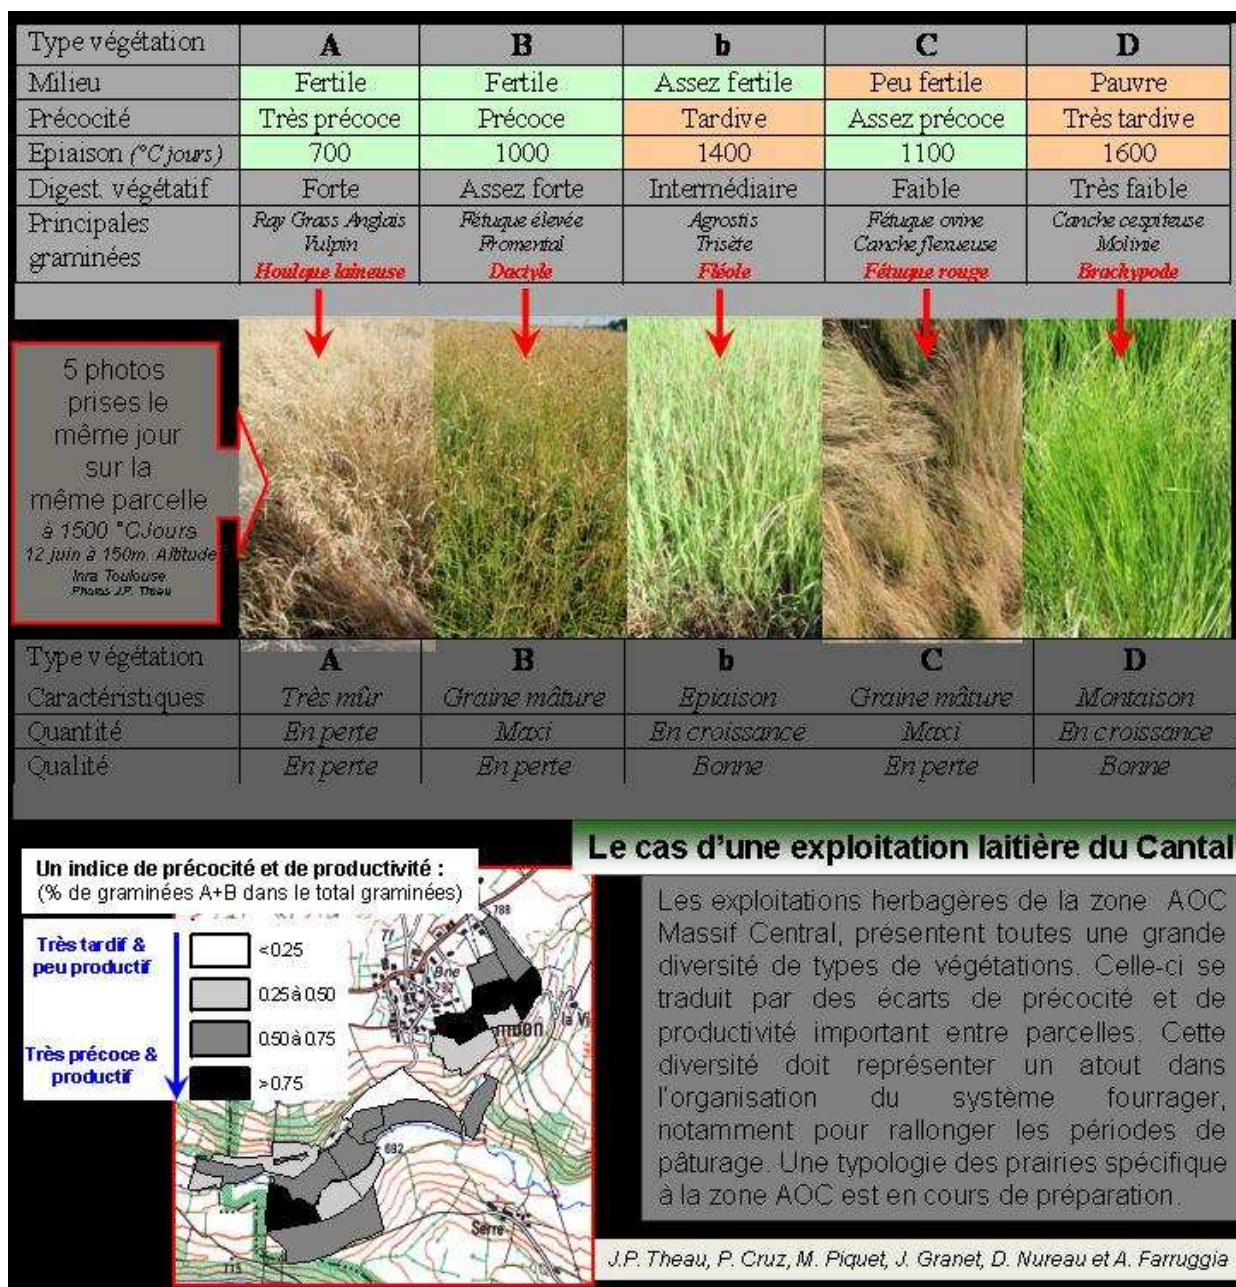 Type végétation A B b C D
Milieu Fertile Fertile Assez fertile Peu fertile Pauvre
Précocité Très précoce Précoce Tardive Assez précoce Très tardive
Epiaison (°C jours) 700 1000 1400 1100 1600
Digest. végétatif Forte Assez forte Intermédiaire Faible Très faible
Principales graminées
Ray Grass Anglais Fétuque élevée Agrostis Fétuque ovine Canche cespiteuse
Vulpin Fromental Trisète Canche flexueuse Molinie
Houlque laineuse Dactyle Fléole Fétuque rouge Brachypode
5 photos
prises le
même jour
sur la
même parcelle
à 1500 °CJours
12 juin à 150m. Altitude
Inra Toulouse
Photos J.P. Theau
Type végétation A B b C D
Caractéristiques Très mûr Graine mâture Epiaison Graine mâture Montaison
Quantité En perte Maxi En croissance Maxi En croissance
Qualité En perte En perte Bonne En perte Bonne
Le cas d'une exploitation laitière du Cantal
Un indice de précocité et de productivité :
(% de graminées A+B dans le total graminées)
Très tardif &
peu productif
<0.25
0.25 à 0.50
0.50 à 0.75
Très précoce &
productif
>0.75
788
77
Brie
la Vi
692
Serre
715
Les exploitations herbagères de la zone AOC
Massif Central, présentent toutes une grande
diversité de types de végétations. Celle-ci se
traduit par des écarts de précocité et de
productivité important entre parcelles. Cette
diversité doit représenter un atout dans
l'organisation du système fourrager,
notamment pour rallonger les périodes de
pâturage. Une typologie des prairies spécifique
à la zone AOC est en cours de préparation.
J.P. Theau, P. Cruz, M. Piquet, J. Granet, D. Nureau et A. Farruggia